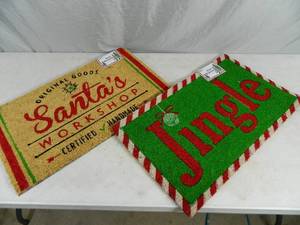 ORIGINAL GOODS
Santa's
WORKSHOP
CERTIFIED HANDMADE
Jingle